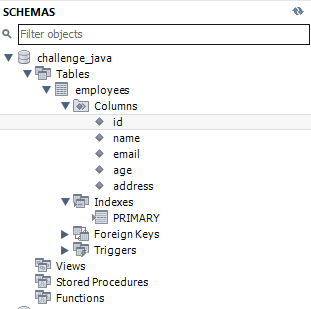 SCHEMAS
Filter objects
challenge_java
Tables
employees
Columns
id
name
email
age
address
Indexes
PRIMARY
Foreign Keys
Triggers
Views
Stored Procedures
Functions